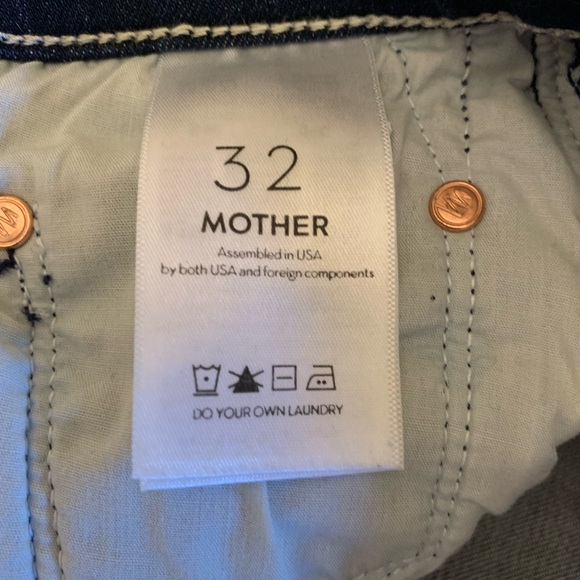 32
MOTHER
Assembled in USA
by both USA and foreign components
DO YOUR OWN LAUNDRY